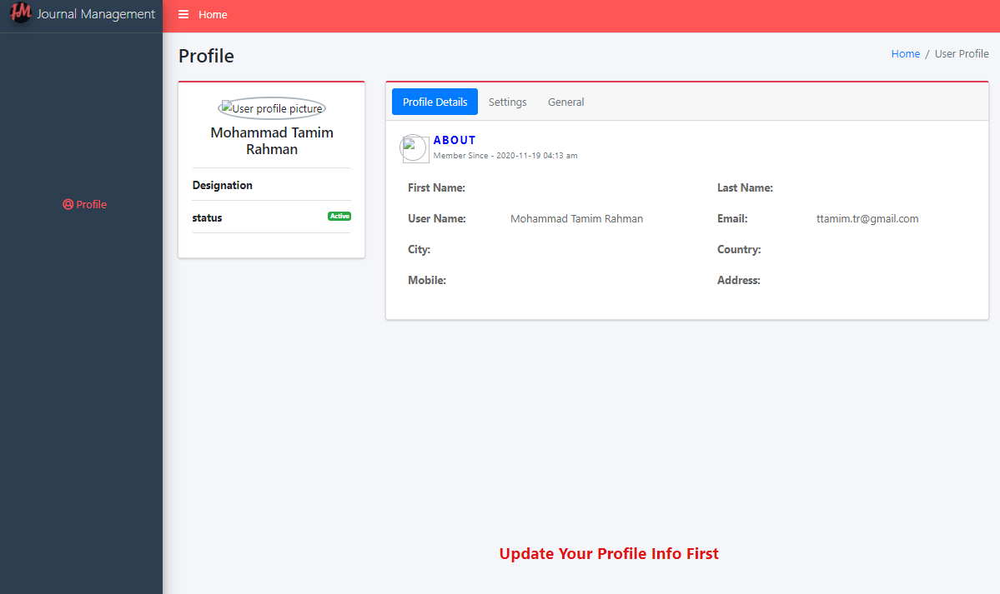 Journal Management
Home
Profile
Home / User Profile
Profile
User profile picture
Mohammad Tamim
Rahman
Designation
status Active
Profile Details Settings General
ABOUT
Member Since - 2020-11-19 04:13 am
First Name: Last Name:
User Name: Mohammad Tamim Rahman Email: ttamim.tr@gmail.com
City: Country:
Mobile: Address:
Update Your Profile Info First